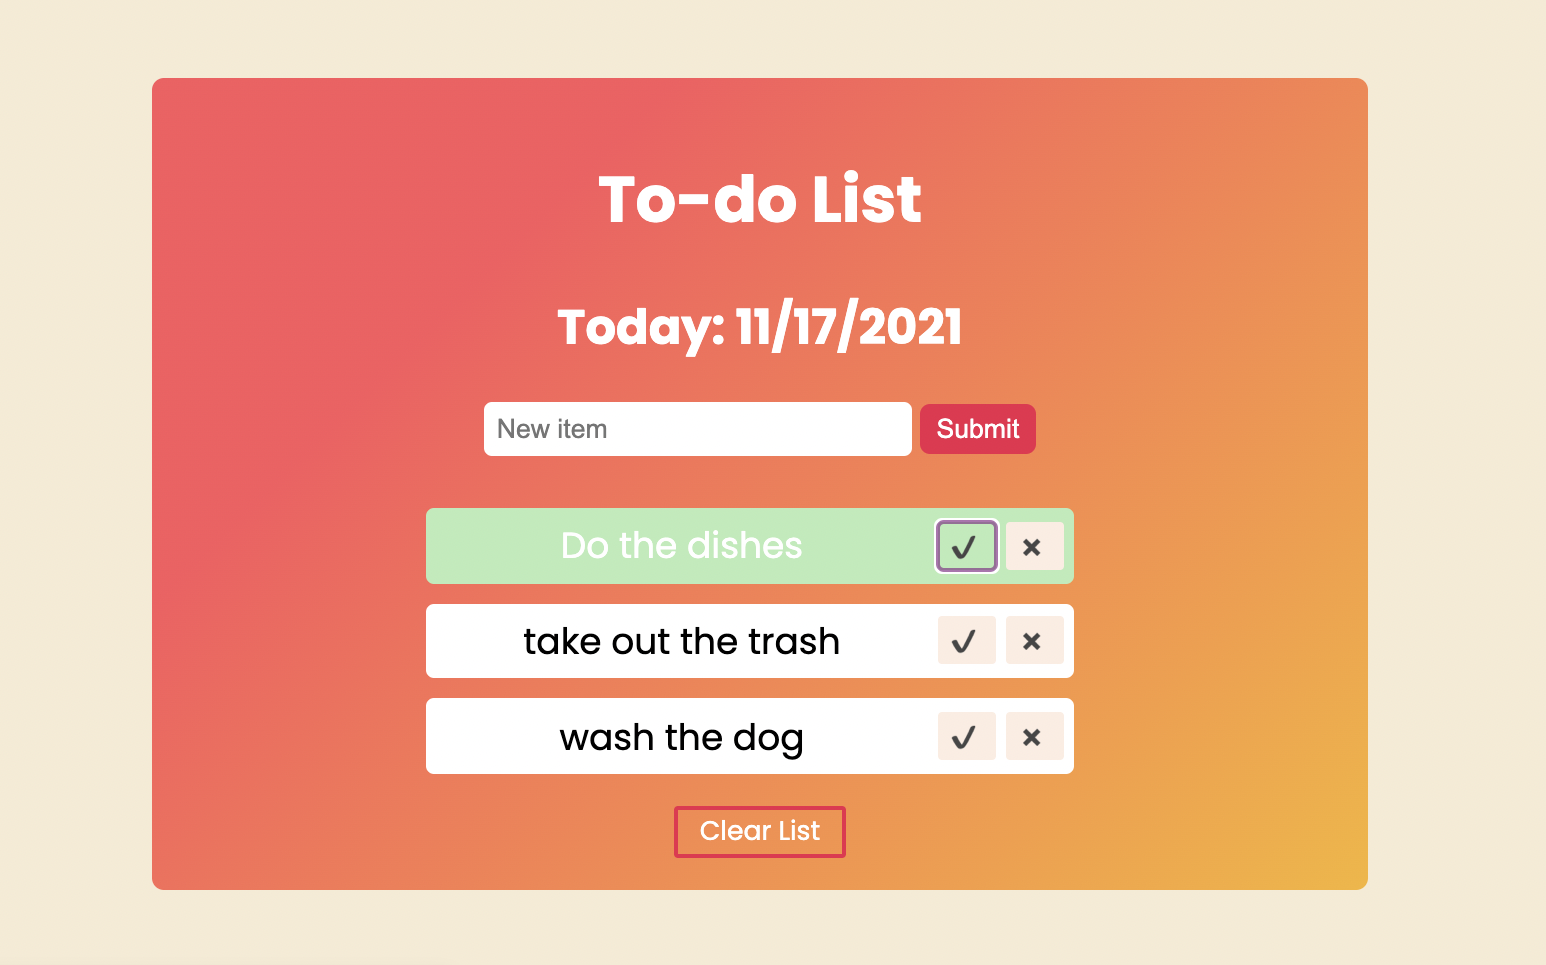 To-do List
Today: 11/17/2021
New item Submit
Do the dishes ✓ ✖
take out the trash ✓ ✖
wash the dog ✓ ✖
Clear List